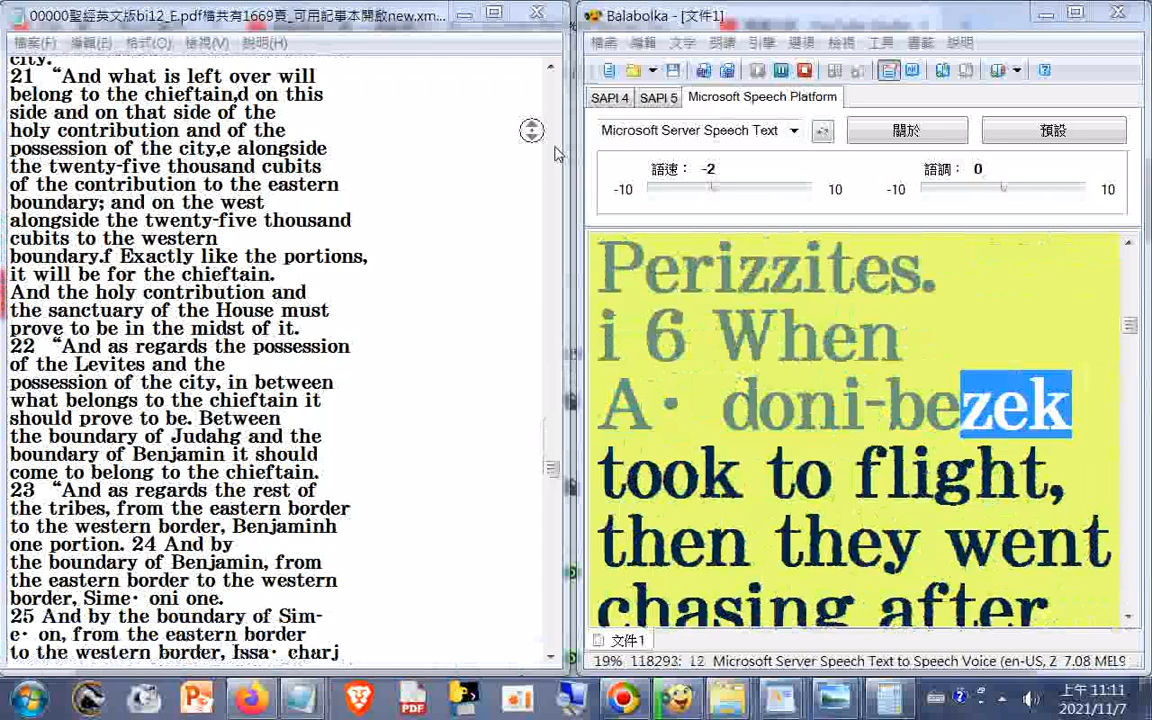 00000聖經英文版bi12_E.pdf檔共有1669頁_可用記事本開啟new.xm...
檔案(F) 編輯(E) 格式(O) 檢視(V) 說明(H)
city.
21 “And what is left over will
belong to the chieftain,d on this
side and on that side of the
holy contribution and of the
possession of the city,e alongside
the twenty-five thousand cubits
of the contribution to the eastern
boundary; and on the west
alongside the twenty-five thousand
cubits to the western
boundary.f Exactly like the portions,
it will be for the chieftain.
And the holy contribution and
the sanctuary of the House must
prove to be in the midst of it.
22 “And as regards the possession
of the Levites and the
possession of the city, in between
what belongs to the chieftain it
should prove to be. Between
the boundary of Judahg and the
boundary of Benjamin it should
come to belong to the chieftain.
23 “And as regards the rest of
the tribes, from the eastern border
to the western border, Benjaminh
one portion. 24 And by
the boundary of Benjamin, from
the eastern border to the western
border, Sime· oni one.
25 And by the boundary of Sim-
e· on, from the eastern border
to the western border, Issa· charj
Balabolka - [文件1]
檔案 編輯 文字 朗讀 引擎 選項 檢視 工具 書籤 說明
SAPI 4 SAPI 5 Microsoft Speech Platform
Microsoft Server Speech Text 關於 預設
語速： -2 語調： 0
-10 10 -10 10
Perizzites.
i 6 When
A· doni-bezek
took to flight,
then they went
chasing after
文件1
19% 118293: 12 Microsoft Server Speech Text to Speech Voice (en-US, Z 7.08 MB
PDF
上午 11:11
2021/11/7